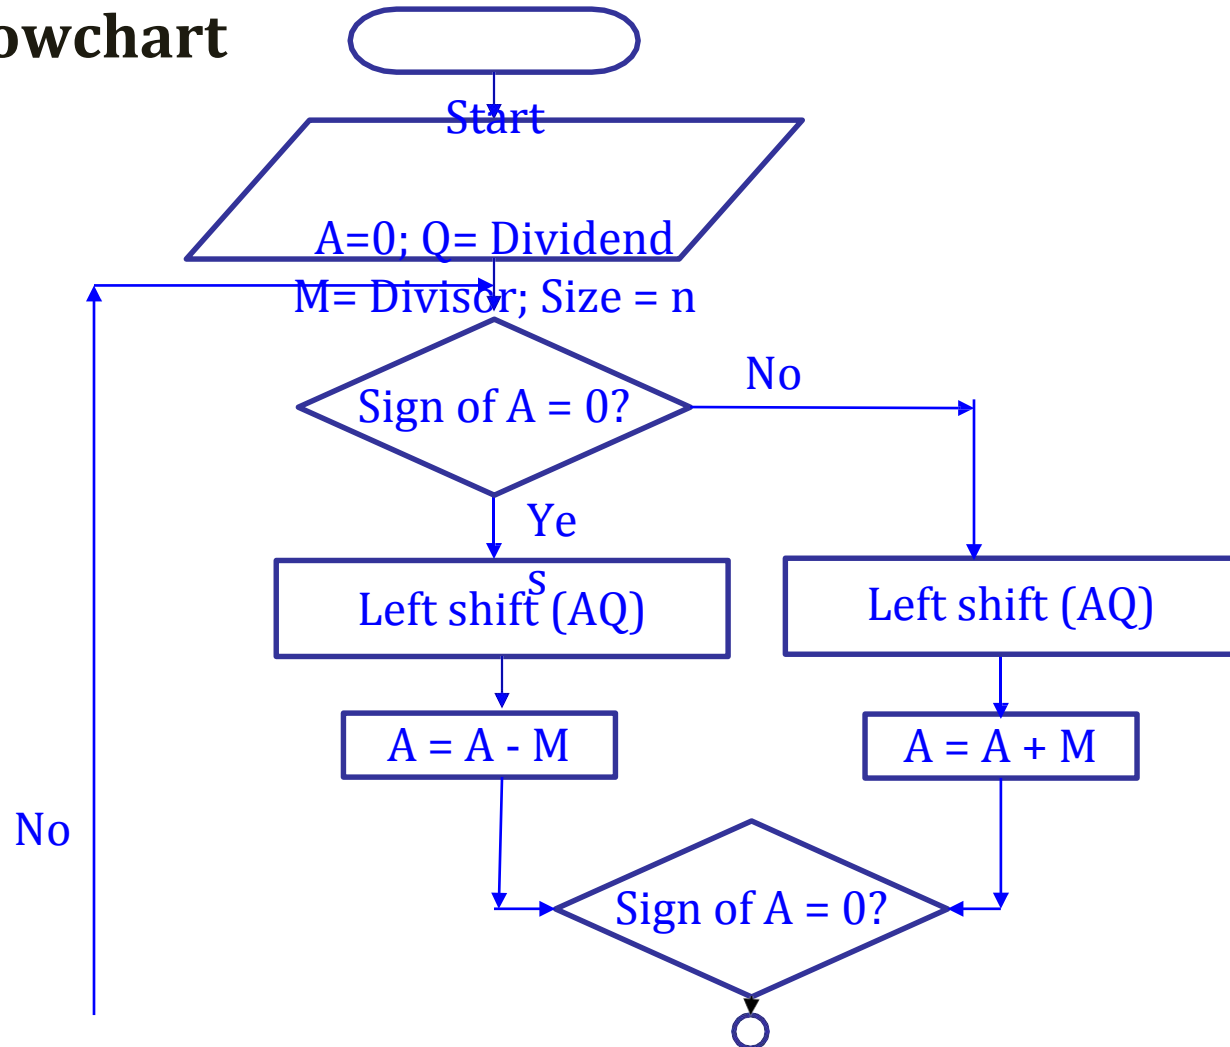 owchart
Start
A=0; Q= Dividend
M= Divisor; Size = n
Sign of A = 0?
No
Ye
s
Left shift (AQ)
Left shift (AQ)
A = A - M
A = A + M
No
Sign of A = 0?